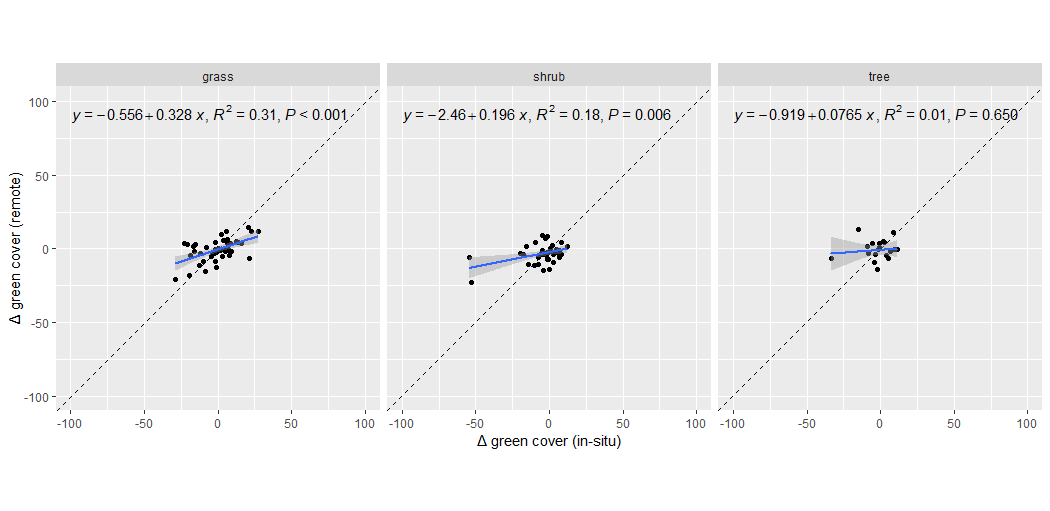 grass shrub tree
y = −0.556 + 0.328 x, R² = 0.31, P < 0.001 y = −2.46 + 0.196 x, R² = 0.18, P = 0.006 y = −0.919 + 0.0765 x, R² = 0.01, P = 0.650
100
50
0
-50
-100
Δ green cover (remote)
-100 -50 0 50 100 -100 -50 0 50 100 -100 -50 0 50 100
Δ green cover (in-situ)